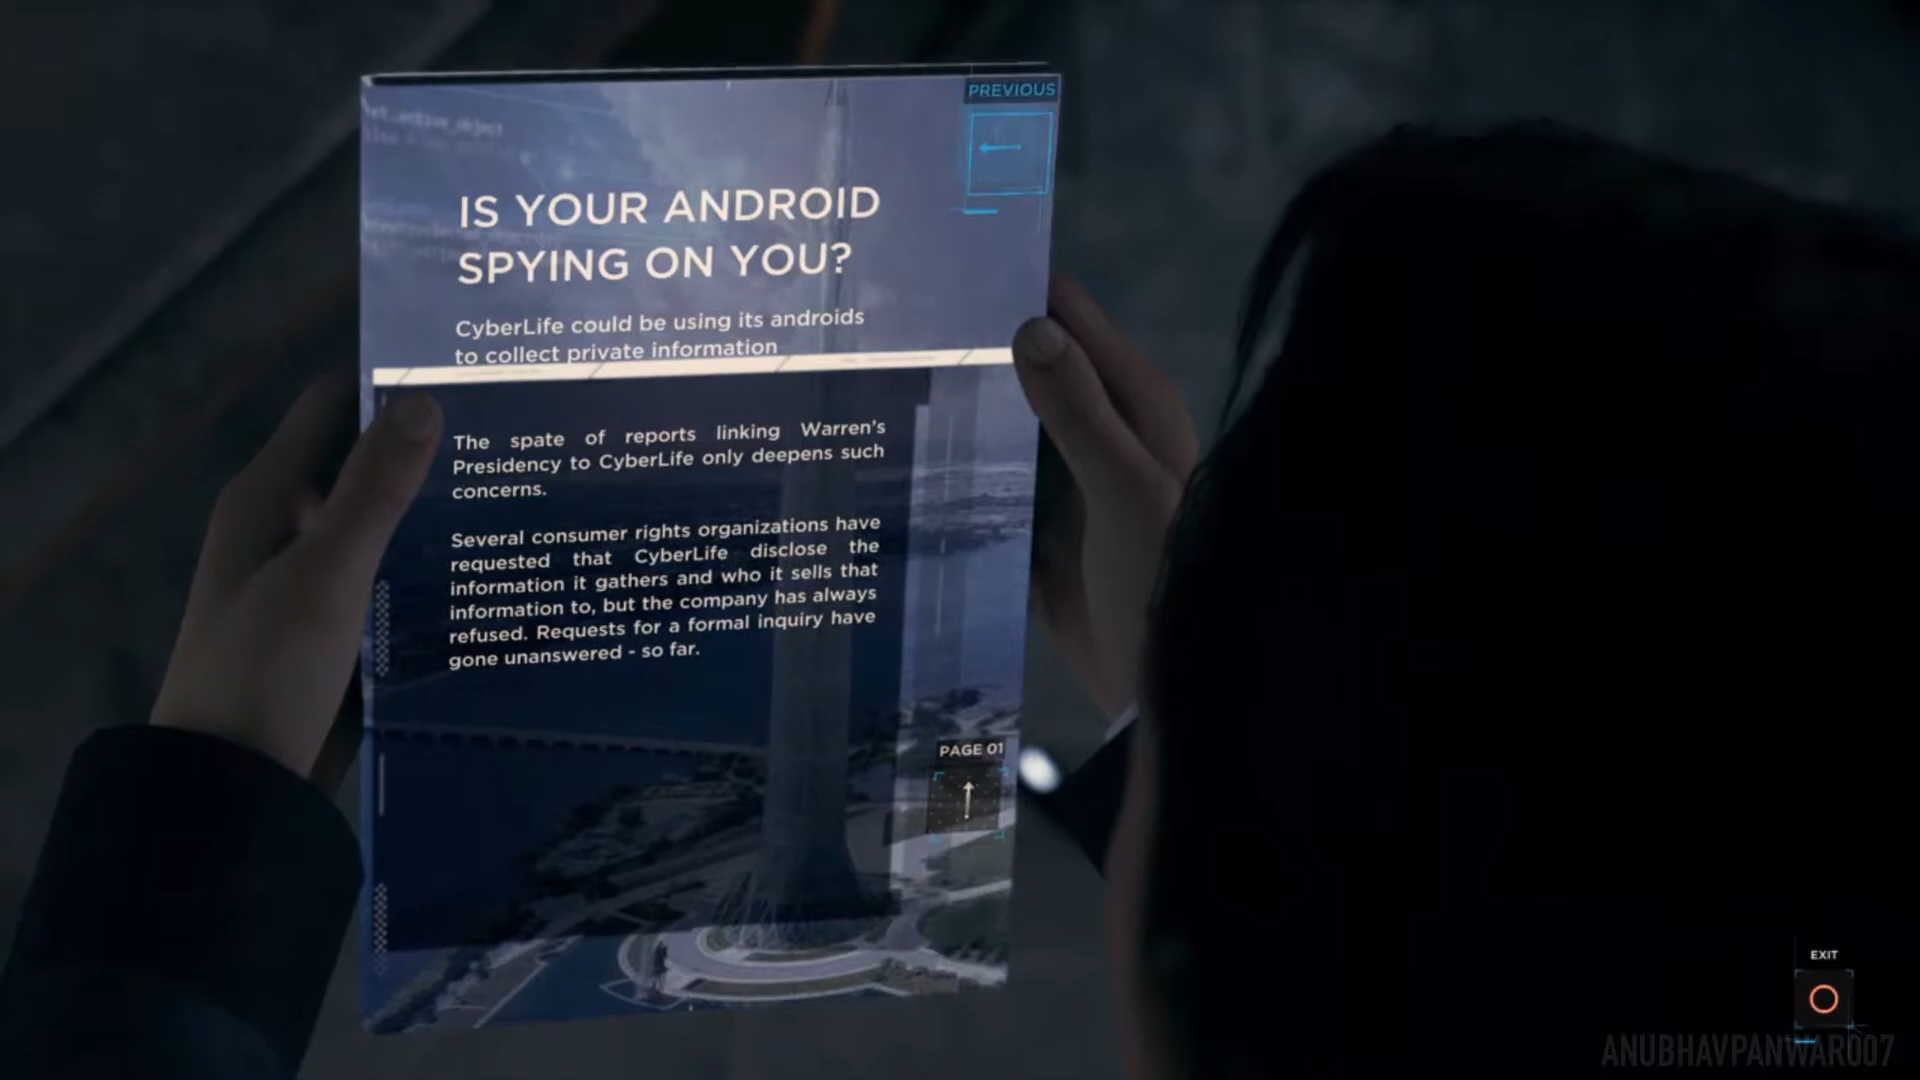 PREVIOUS
IS YOUR ANDROID
SPYING ON YOU?
CyberLife could be using its androids
to collect private information
The spate of reports linking Warren's
Presidency to CyberLife only deepens such
concerns.
Several consumer rights organizations have
requested that CyberLife disclose the
information it gathers and who it sells that
information to, but the company has always
refused. Requests for a formal inquiry have
gone unanswered - so far.
PAGE 01
EXIT
ANUBHAVPANWAR007